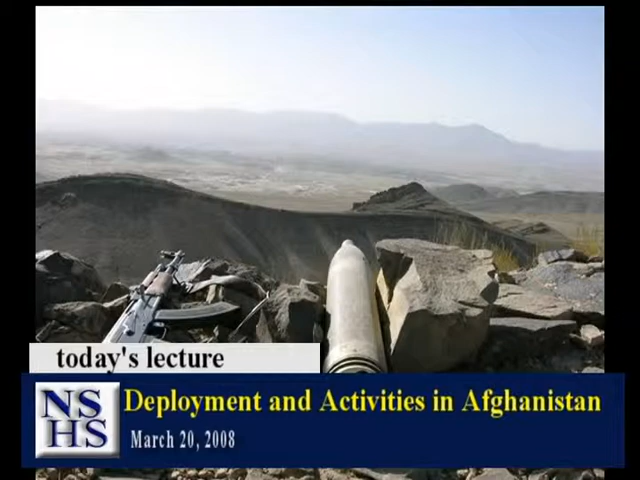 today's lecture
NS
HS
Deployment and Activities in Afghanistan
March 20, 2008